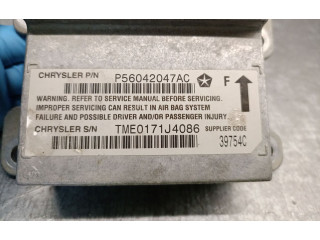 CHRYSLER P/N P56042047AC
F
WARNING. REFER TO SERVICE MANUAL BEFORE SERVICING.
IMPROPER SERVICING CAN RESULT IN AIR BAG SYSTEM
FAILURE AND POSSIBLE DRIVER AND/OR PASSENGER INJURY.
CHRYSLER S/N TME0171J4086 SUPPLIER CODE
39754C